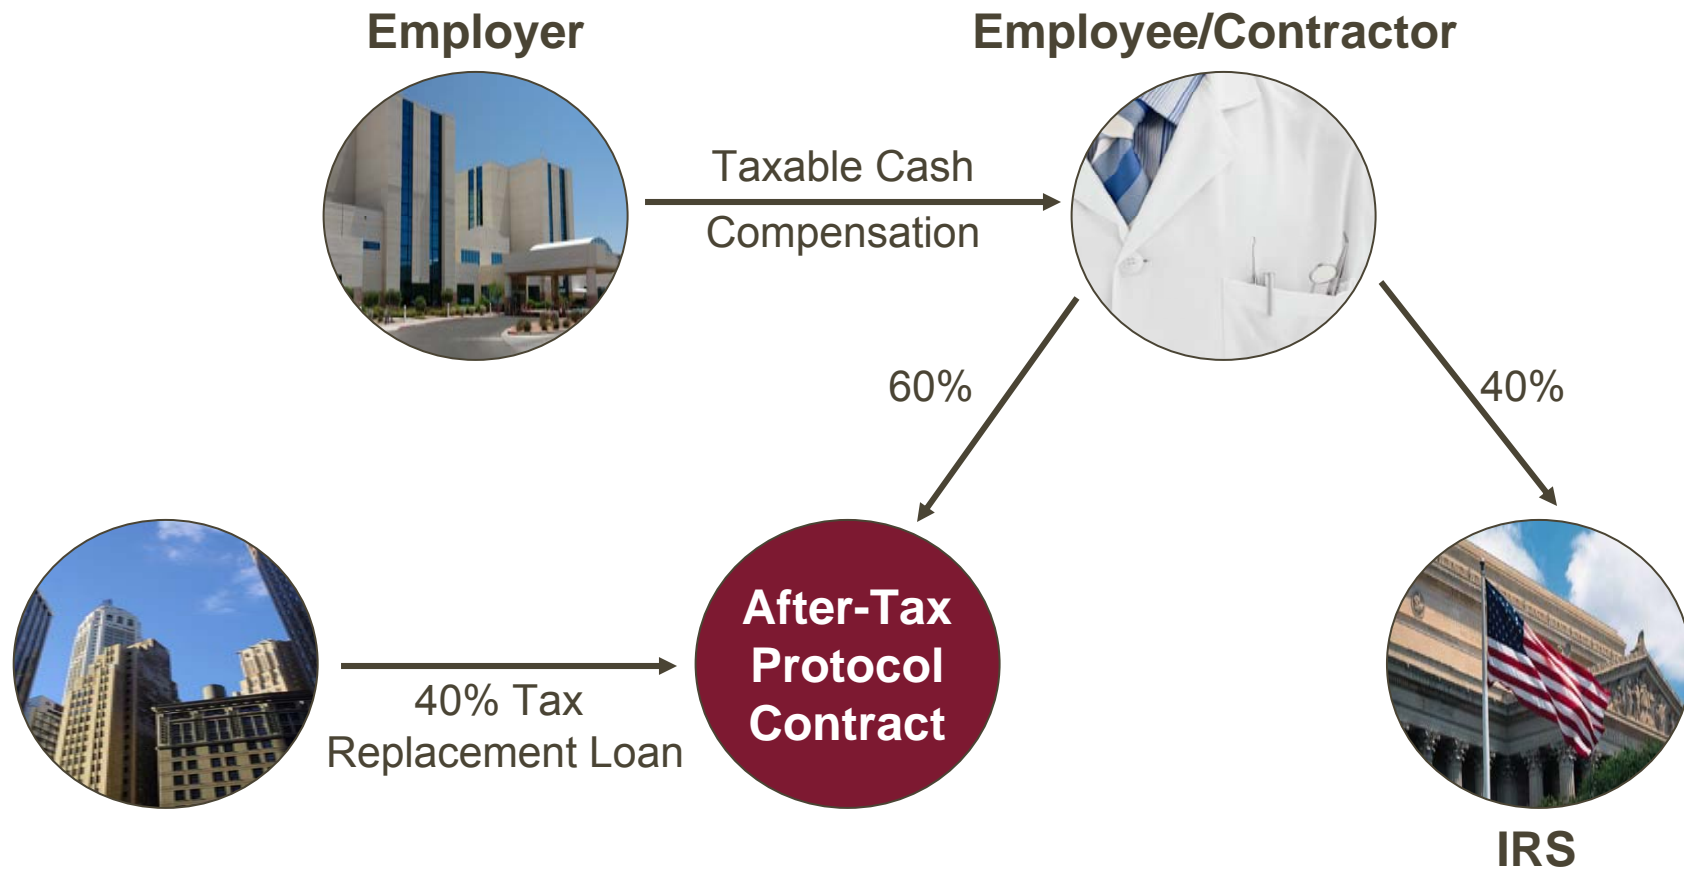 Employer
Employee/Contractor
Taxable Cash
Compensation
60%
40%
After-Tax
Protocol
Contract
40% Tax
Replacement Loan
IRS